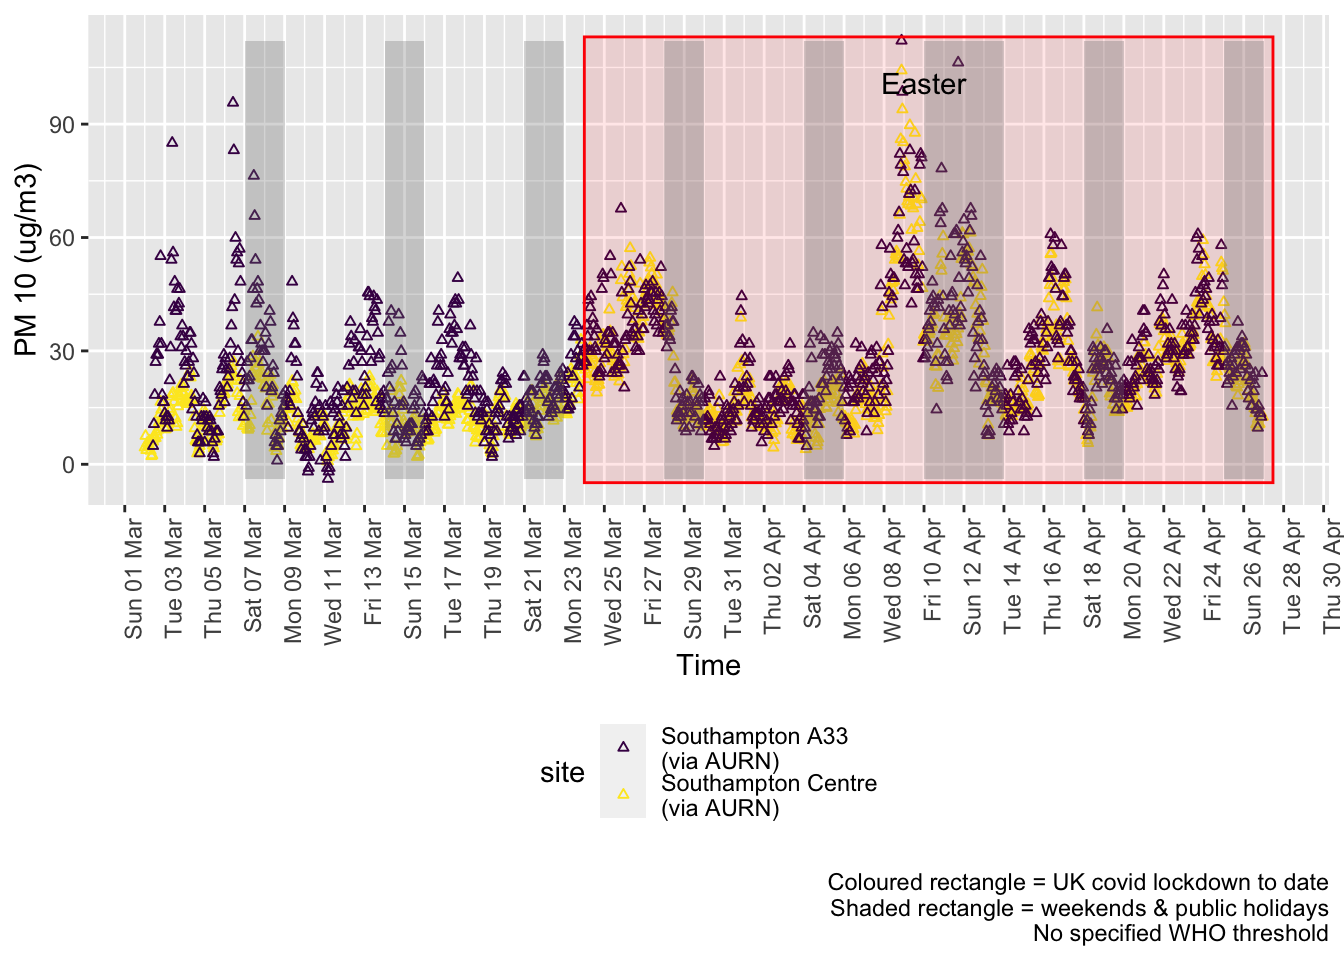 PM 10 (ug/m3)
90
60
30
0
Easter
Sun 01 Mar
Tue 03 Mar
Thu 05 Mar
Sat 07 Mar
Mon 09 Mar
Wed 11 Mar
Fri 13 Mar
Sun 15 Mar
Tue 17 Mar
Thu 19 Mar
Sat 21 Mar
Mon 23 Mar
Wed 25 Mar
Fri 27 Mar
Sun 29 Mar
Tue 31 Mar
Thu 02 Apr
Sat 04 Apr
Mon 06 Apr
Wed 08 Apr
Fri 10 Apr
Sun 12 Apr
Tue 14 Apr
Thu 16 Apr
Sat 18 Apr
Mon 20 Apr
Wed 22 Apr
Fri 24 Apr
Sun 26 Apr
Tue 28 Apr
Thu 30 Apr
Time
site
Southampton A33
(via AURN)
Southampton Centre
(via AURN)
Coloured rectangle = UK covid lockdown to date
Shaded rectangle = weekends & public holidays
No specified WHO threshold